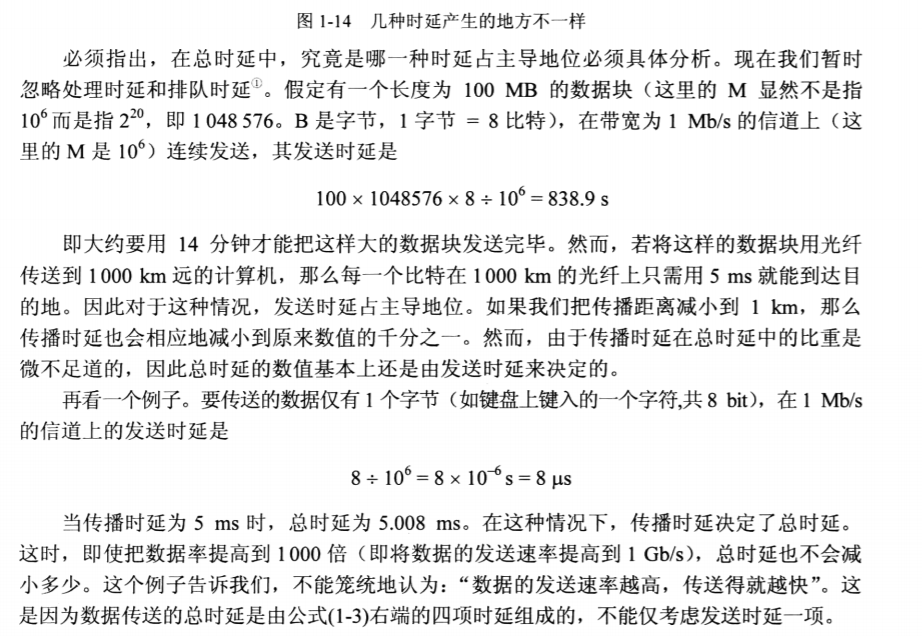 图 1-14 几种时延产生的地方不一样
必须指出，在总时延中，究竟是哪一种时延占主导地位必须具体分析。现在我们暂时
忽略处理时延和排队时延①。假定有一个长度为 100 MB 的数据块（这里的 M 显然不是指
10⁶ 而是指 2²⁰，即 1 048 576。B 是字节，1 字节 = 8 比特），在带宽为 1 Mb/s 的信道上（这
里的 M 是 10⁶）连续发送，其发送时延是
100 × 1048576 × 8 ÷ 10⁶ = 838.9 s
即大约要用 14 分钟才能把这样大的数据块发送完毕。然而，若将这样的数据块用光纤
传送到 1000 km 远的计算机，那么每一个比特在 1000 km 的光纤上只需用 5 ms 就能到达目
的地。因此对于这种情况，发送时延占主导地位。如果我们把传播距离减小到 1 km，那么
传播时延也会相应地减小到原来数值的千分之一。然而，由于传播时延在总时延中的比重是
微不足道的，因此总时延的数值基本上还是由发送时延来决定的。
再看一个例子。要传送的数据仅有 1 个字节（如键盘上键入的一个字符,共 8 bit），在 1 Mb/s
的信道上的发送时延是
8 ÷ 10⁶ = 8 × 10⁻⁶ s = 8 μs
当传播时延为 5 ms 时，总时延为 5.008 ms。在这种情况下，传播时延决定了总时延。
这时，即使把数据率提高到 1000 倍（即将数据的发送速率提高到 1 Gb/s），总时延也不会减
小多少。这个例子告诉我们，不能笼统地认为：“数据的发送速率越高，传送得就越快”。这
是因为数据传送的总时延是由公式(1-3)右端的四项时延组成的，不能仅考虑发送时延一项。